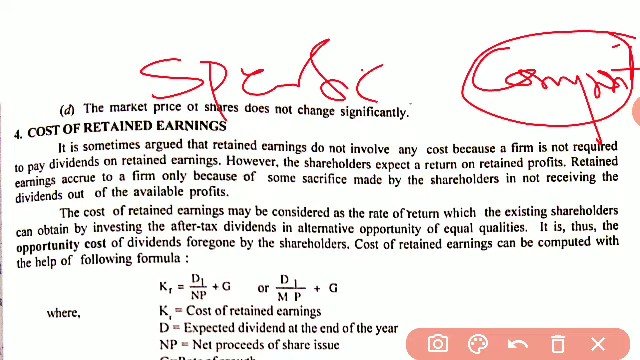 Specific
(d) The market price of shares does not change significantly.
4. COST OF RETAINED EARNINGS
It is sometimes argued that retained earnings do not involve any cost because a firm is not required
to pay dividends on retained earnings. However, the shareholders expect a return on retained profits. Retained
earnings accrue to a firm only because of some sacrifice made by the shareholders in not receiving the
dividends out of the available profits.
The cost of retained earnings may be considered as the rate of return which the existing shareholders
can obtain by investing the after-tax dividends in alternative opportunity of equal qualities. It is, thus, the
opportunity cost of dividends foregone by the shareholders. Cost of retained earnings can be computed with
the help of following formula :
Kr = D1/NP + G or D1/MP + G
where, Kr = Cost of retained earnings
D = Expected dividend at the end of the year
NP = Net proceeds of share issue